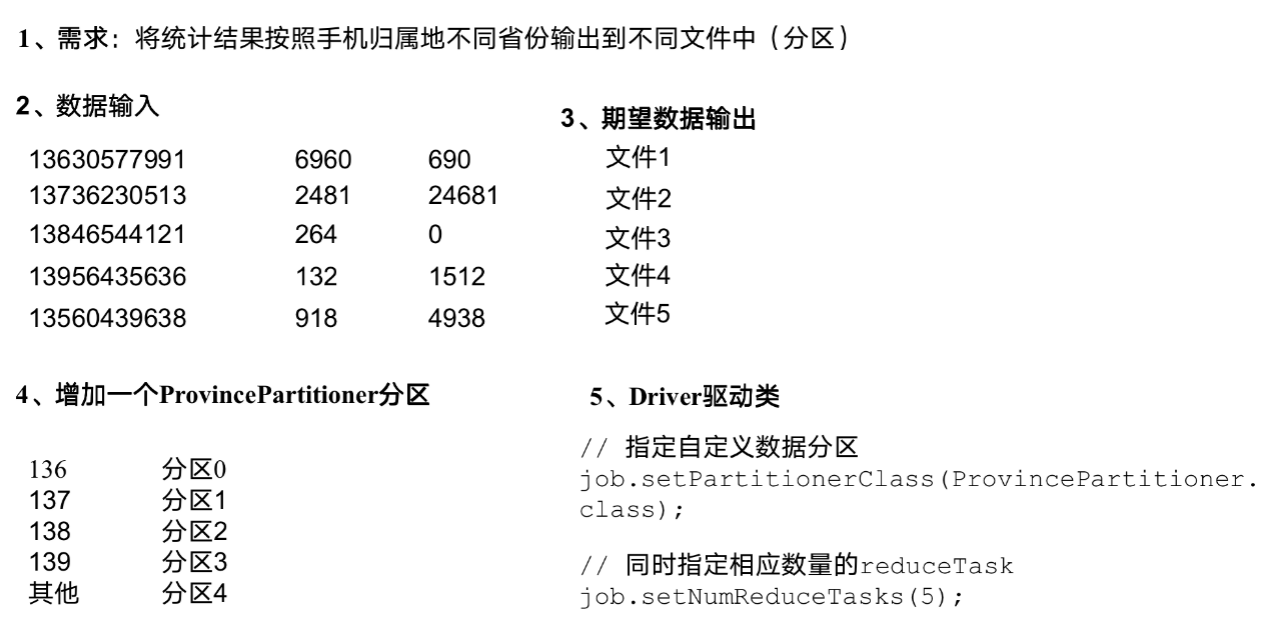 1、需求：将统计结果按照手机归属地不同省份输出到不同文件中（分区）
2、数据输入
13630577991 6960 690
13736230513 2481 24681
13846544121 264 0
13956435636 132 1512
13560439638 918 4938
3、期望数据输出
文件1
文件2
文件3
文件4
文件5
4、增加一个ProvincePartitioner分区
136 分区0
137 分区1
138 分区2
139 分区3
其他 分区4
5、Driver驱动类
// 指定自定义数据分区
job.setPartitionerClass(ProvincePartitioner.
class);
// 同时指定相应数量的reduceTask
job.setNumReduceTasks(5);